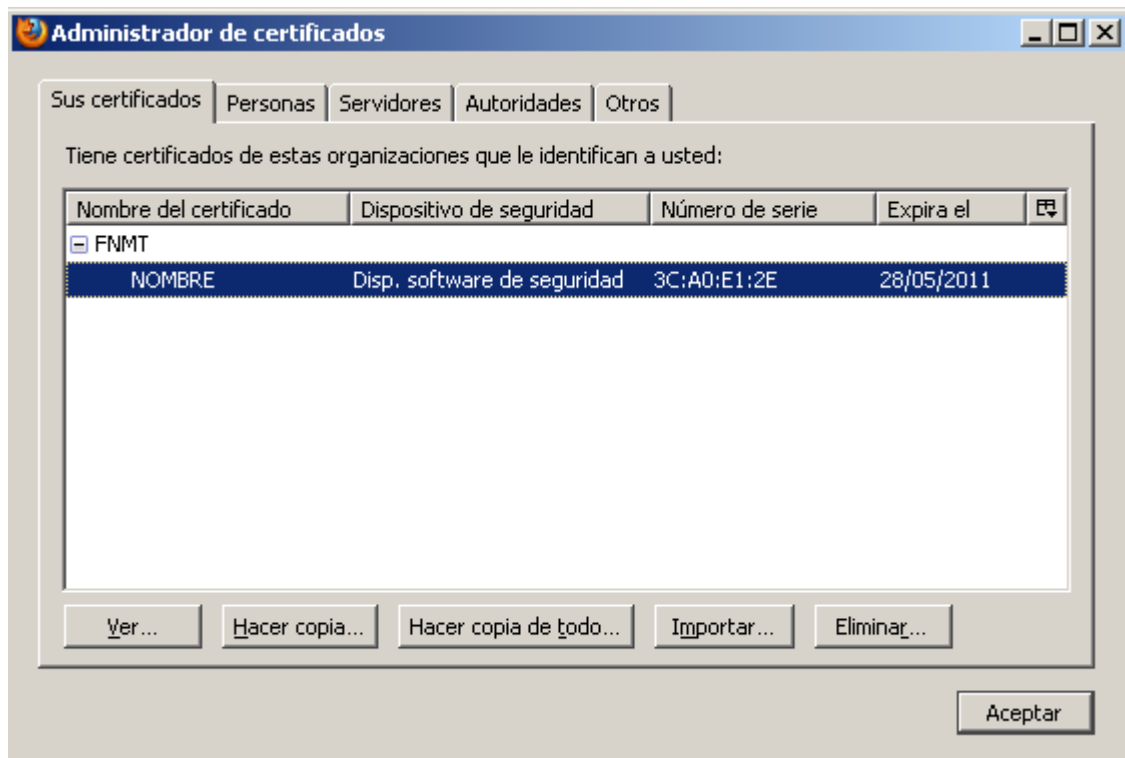 Administrador de certificados
Sus certificados Personas Servidores Autoridades Otros
Tiene certificados de estas organizaciones que le identifican a usted:
Nombre del certificado Dispositivo de seguridad Número de serie Expira el
FNMT
NOMBRE Disp. software de seguridad 3C:A0:E1:2E 28/05/2011
Ver... Hacer copia... Hacer copia de todo... Importar... Eliminar...
Aceptar